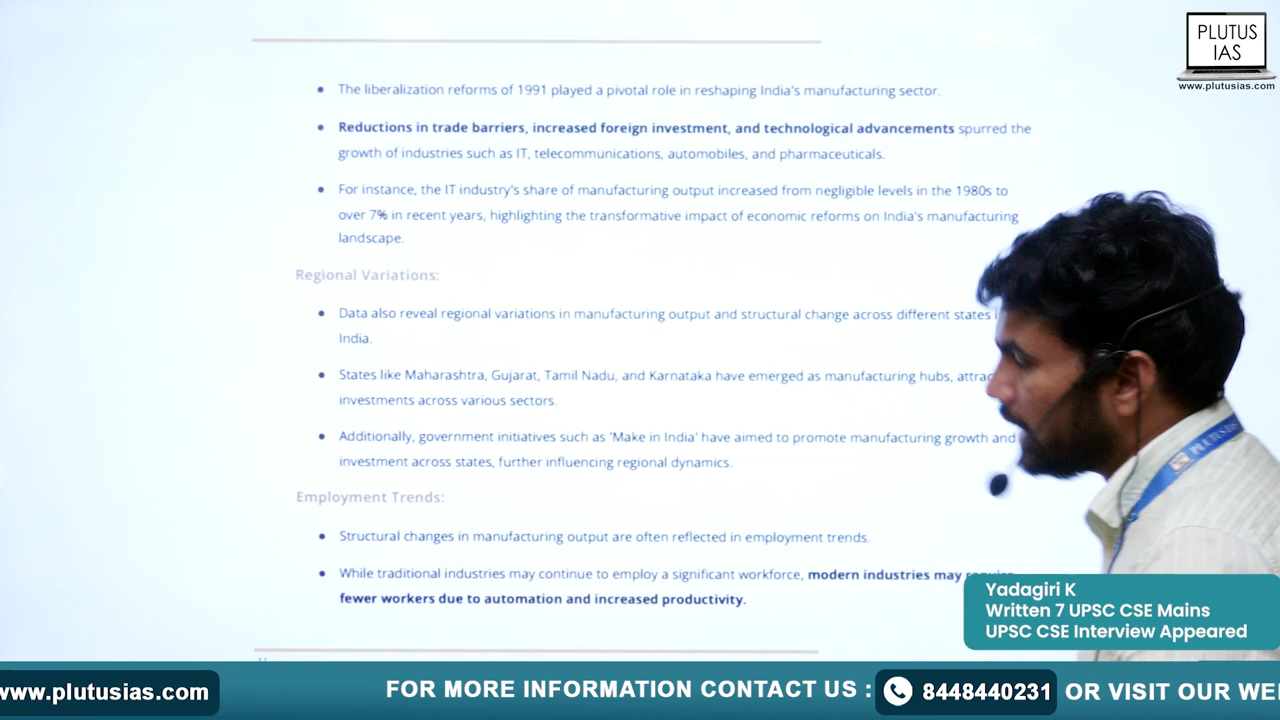 PLUTUS
IAS
www.plutusias.com
• The liberalization reforms of 1991 played a pivotal role in reshaping India's manufacturing sector.
• Reductions in trade barriers, increased foreign investment, and technological advancements spurred the
growth of industries such as IT, telecommunications, automobiles, and pharmaceuticals.
• For instance, the IT industry's share of manufacturing output increased from negligible levels in the 1980s to
over 7% in recent years, highlighting the transformative impact of economic reforms on India's manufacturing
landscape.
Regional Variations:
• Data also reveal regional variations in manufacturing output and structural change across different states
India.
• States like Maharashtra, Gujarat, Tamil Nadu, and Karnataka have emerged as manufacturing hubs,
investments across various sectors.
• Additionally, government initiatives such as 'Make in India' have aimed to promote manufacturing growth and
investment across states, further influencing regional dynamics.
Employment Trends:
• Structural changes in manufacturing output are often reflected in employment trends.
• While traditional industries may continue to employ a significant workforce, modern industries may
fewer workers due to automation and increased productivity.
PLUTUS
Yadagiri K
Written 7 UPSC CSE Mains
UPSC CSE Interview Appeared
www.plutusias.com FOR MORE INFORMATION CONTACT US : 8448440231 OR VISIT OUR